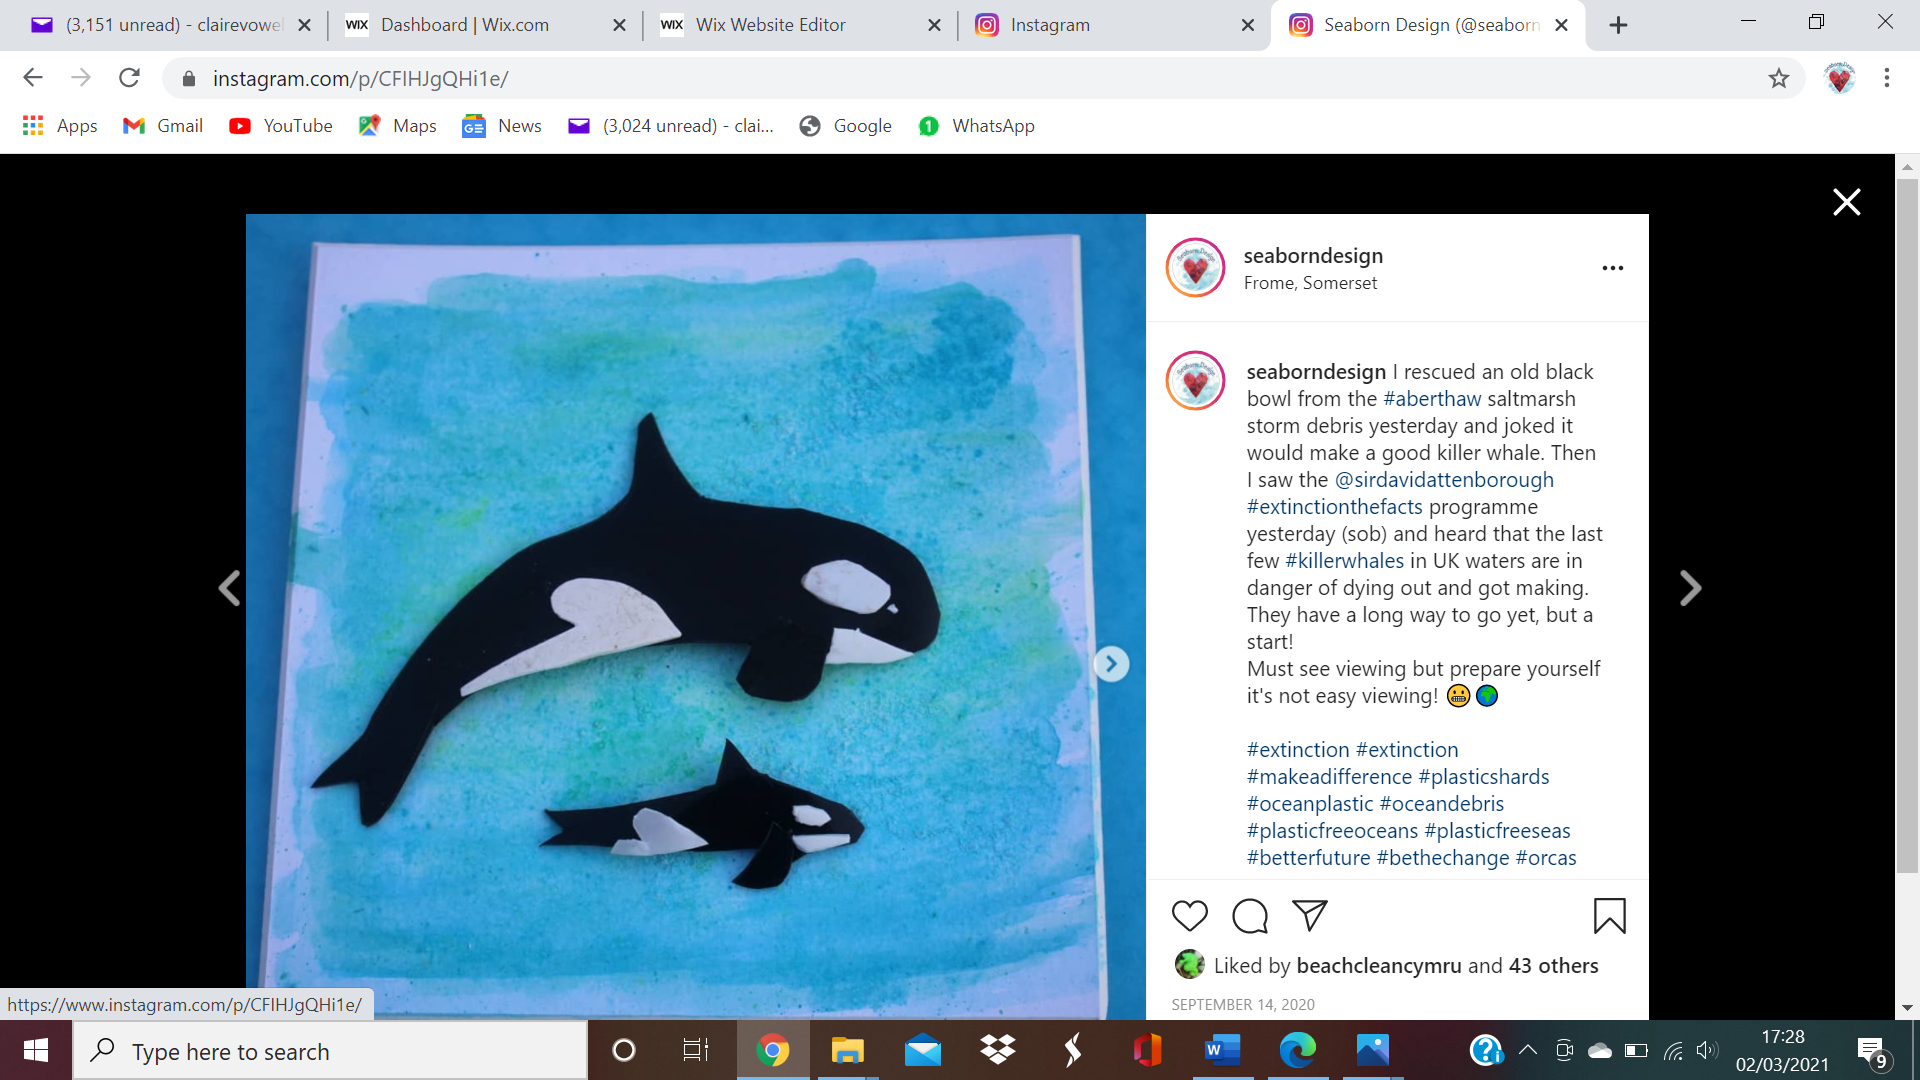 (3,151 unread) - clairevowel
WIX Dashboard | Wix.com
WIX Wix Website Editor
Instagram
Seaborn Design (@seaborn
instagram.com/p/CFIHJgQHi1e/
Apps Gmail YouTube Maps News (3,024 unread) - clai... Google WhatsApp
seaborndesign
Frome, Somerset
seaborndesign I rescued an old black
bowl from the #aberthaw saltmarsh
storm debris yesterday and joked it
would make a good killer whale. Then
I saw the @sirdavidattenborough
#extinctionthefacts programme
yesterday (sob) and heard that the last
few #killerwhales in UK waters are in
danger of dying out and got making.
They have a long way to go yet, but a
start!
Must see viewing but prepare yourself
it's not easy viewing! 😬🌍
#extinction #extinction
#makeadifference #plasticshards
#oceanplastic #oceandebris
#plasticfreeoceans #plasticfreeseas
#betterfuture #bethechange #orcas
Liked by beachcleancymru and 43 others
SEPTEMBER 14, 2020
https://www.instagram.com/p/CFIHJgQHi1e/
Type here to search
17:28
02/03/2021
9